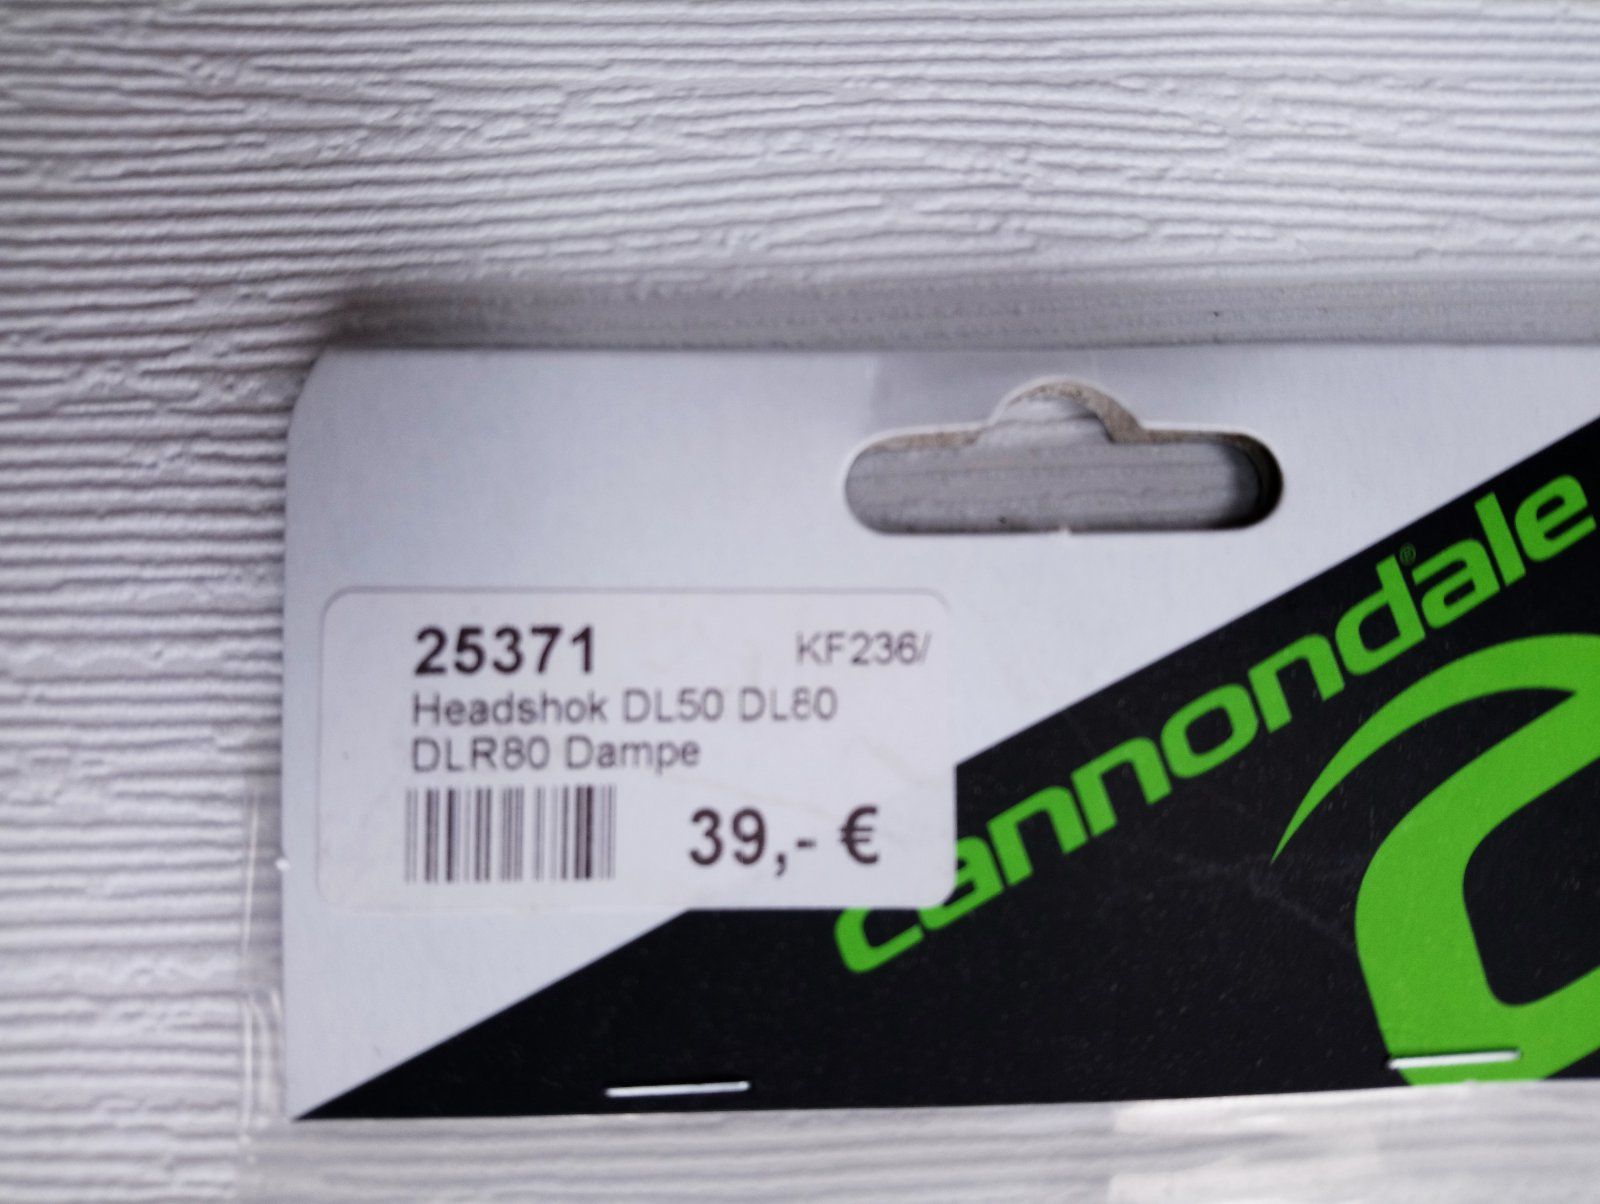 25371 KF236/
Headshok DL50 DL80
DLR80 Dampe
39,- €
cannondale®